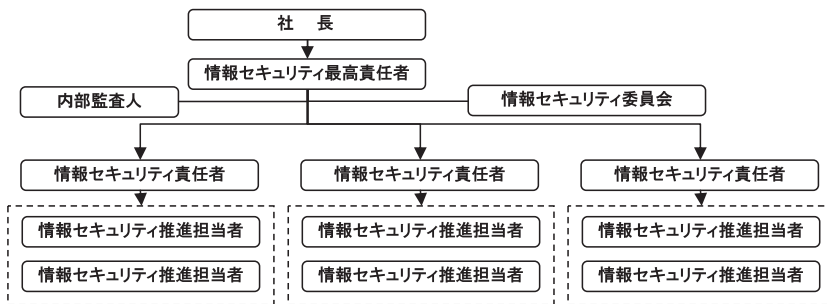 社　長
情報セキュリティ最高責任者
内部監査人
情報セキュリティ委員会
情報セキュリティ責任者
情報セキュリティ責任者
情報セキュリティ責任者
情報セキュリティ推進担当者
情報セキュリティ推進担当者
情報セキュリティ推進担当者
情報セキュリティ推進担当者
情報セキュリティ推進担当者
情報セキュリティ推進担当者